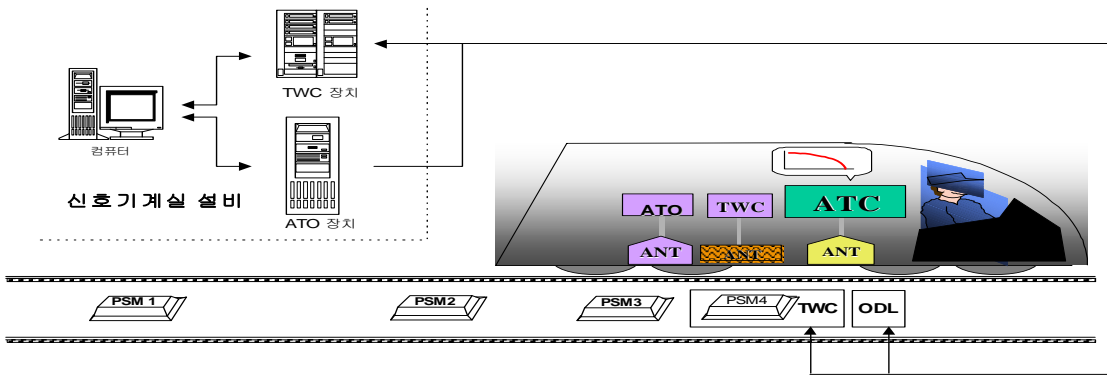 TWC 장치
컴퓨터
신호기계실 설비
ATO 장치
ATO
TWC
ATC
ANT
ANT
ANT
PSM 1
PSM2
PSM3
PSM4
TWC
ODL